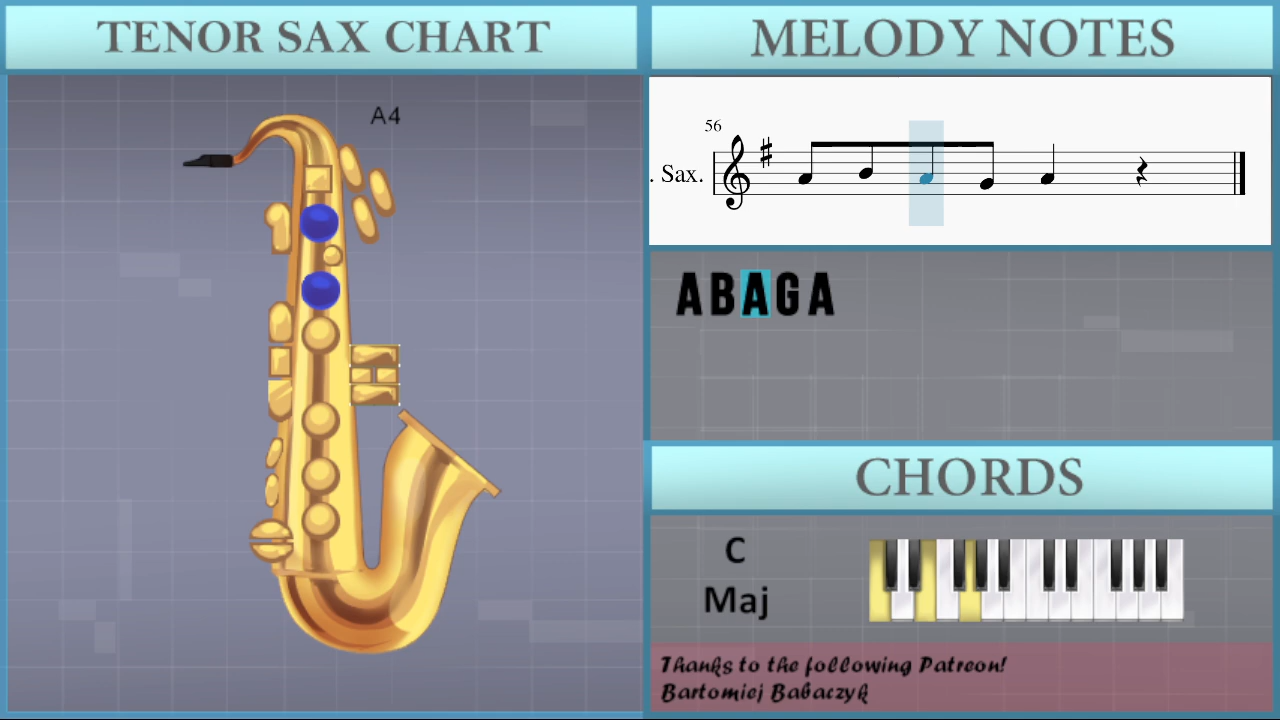 TENOR SAX CHART
A4
MELODY NOTES
56
. Sax.
ABAGA
CHORDS
C
Maj
Thanks to the following Patreon!
Bartomiej Babaczyk